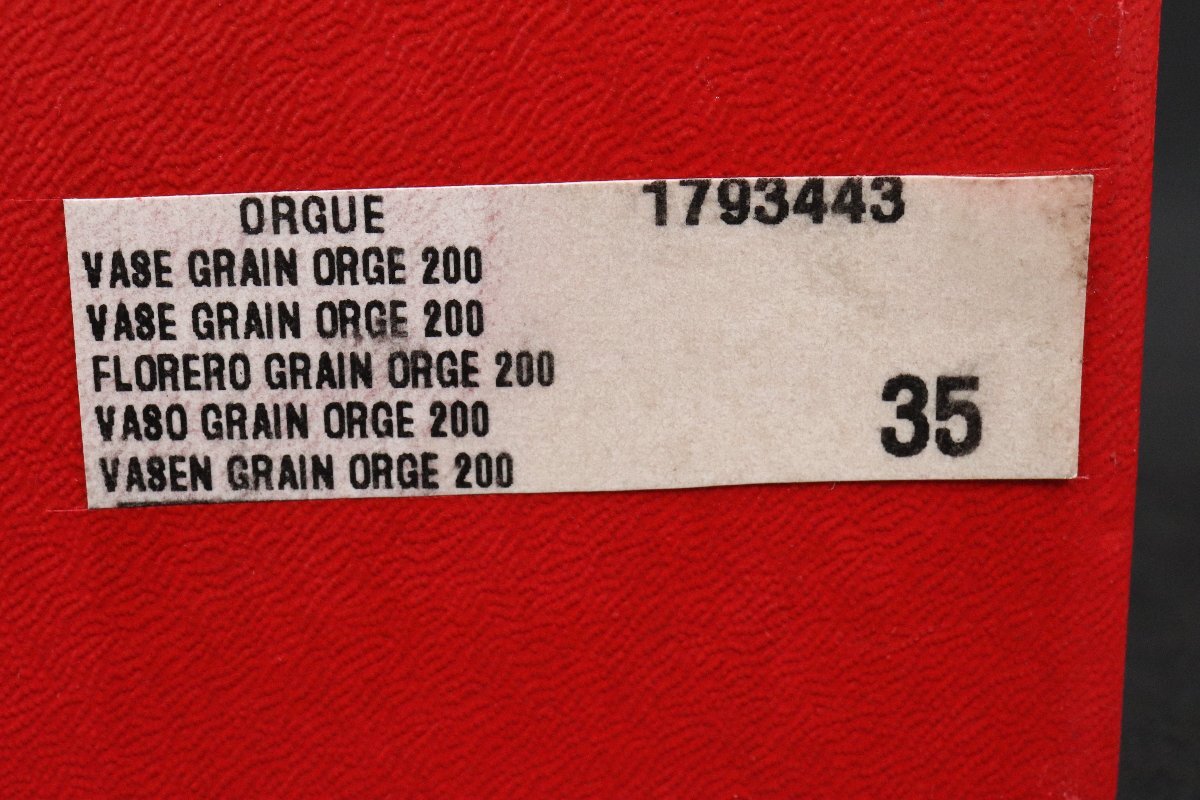 ORGUE 1793443
VASE GRAIN ORGE 200
VASE GRAIN ORGE 200
FLORERO GRAIN ORGE 200
VASO GRAIN ORGE 200
35
VASEN GRAIN ORGE 200